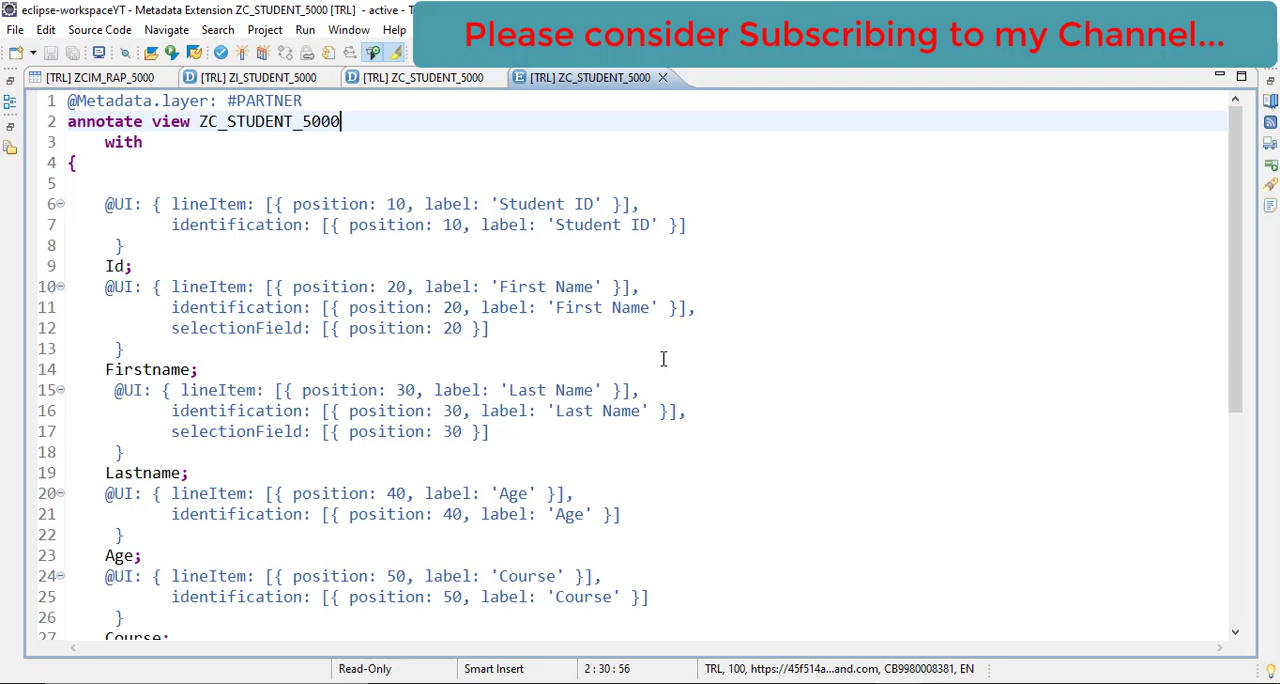 eclipse-workspaceYT - Metadata Extension ZC_STUDENT_5000 [TRL] - active -
Please consider Subscribing to my Channel...
File Edit Source Code Navigate Search Project Run Window Help
[TRL] ZCIM_RAP_5000 [TRL] ZI_STUDENT_5000 [TRL] ZC_STUDENT_5000 [TRL] ZC_STUDENT_5000
1 @Metadata.layer: #PARTNER
2 annotate view ZC_STUDENT_5000
3 with
4 {
5
6 @UI: { lineItem: [{ position: 10, label: 'Student ID' }],
7 identification: [{ position: 10, label: 'Student ID' }]
8 }
9 Id;
10 @UI: { lineItem: [{ position: 20, label: 'First Name' }],
11 identification: [{ position: 20, label: 'First Name' }],
12 selectionField: [{ position: 20 }]
13 }
14 Firstname;
15 @UI: { lineItem: [{ position: 30, label: 'Last Name' }],
16 identification: [{ position: 30, label: 'Last Name' }],
17 selectionField: [{ position: 30 }]
18 }
19 Lastname;
20 @UI: { lineItem: [{ position: 40, label: 'Age' }],
21 identification: [{ position: 40, label: 'Age' }]
22 }
23 Age;
24 @UI: { lineItem: [{ position: 50, label: 'Course' }],
25 identification: [{ position: 50, label: 'Course' }]
26 }
27 Course;
Read-Only Smart Insert 2 : 30 : 56 TRL, 100, https://45f514a...and.com, CB9980008381, EN